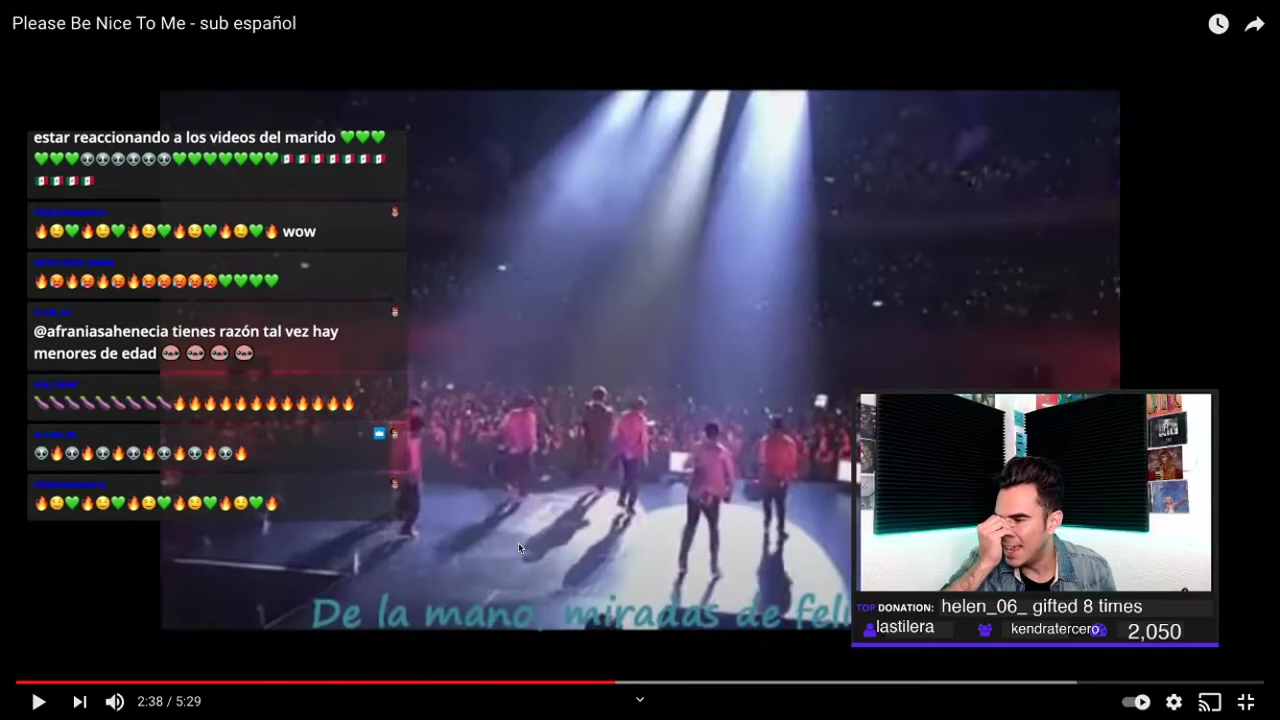 Please Be Nice To Me - sub español
estar reaccionando a los videos del marido
wow
@afraniasahenecia tienes razón tal vez hay
menores de edad
De la mano, miradas de feli
TOP DONATION: helen_06_ gifted 8 times
lastilera kendratercero 2,050
2:38 / 5:29